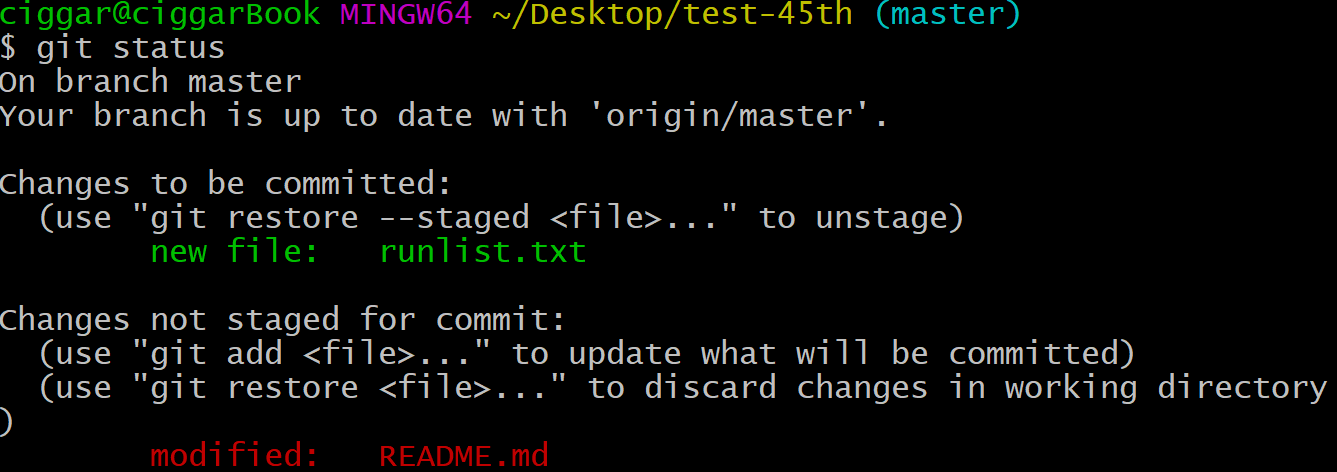 ciggar@ciggarBook MINGW64 ~/Desktop/test-45th (master)
$ git status
On branch master
Your branch is up to date with 'origin/master'.
Changes to be committed:
(use "git restore --staged <file>..." to unstage)
new file: runlist.txt
Changes not staged for commit:
(use "git add <file>..." to update what will be committed)
(use "git restore <file>..." to discard changes in working directory
)
modified: README.md